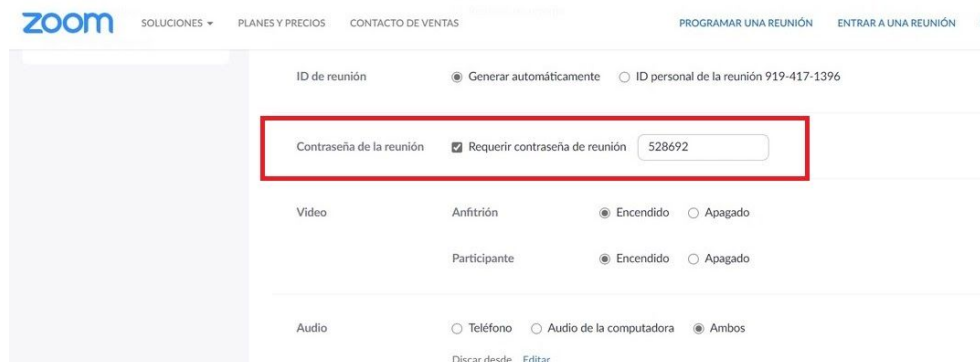 zoom SOLUCIONES PLANES Y PRECIOS CONTACTO DE VENTAS PROGRAMAR UNA REUNIÓN ENTRAR A UNA REUNIÓN
ID de reunión Generar automáticamente ID personal de la reunión 919-417-1396
Contraseña de la reunión Requerir contraseña de reunión 528692
Video Anfitrión Encendido Apagado
Participante Encendido Apagado
Audio Teléfono Audio de la computadora Ambos
Discar desde Editar